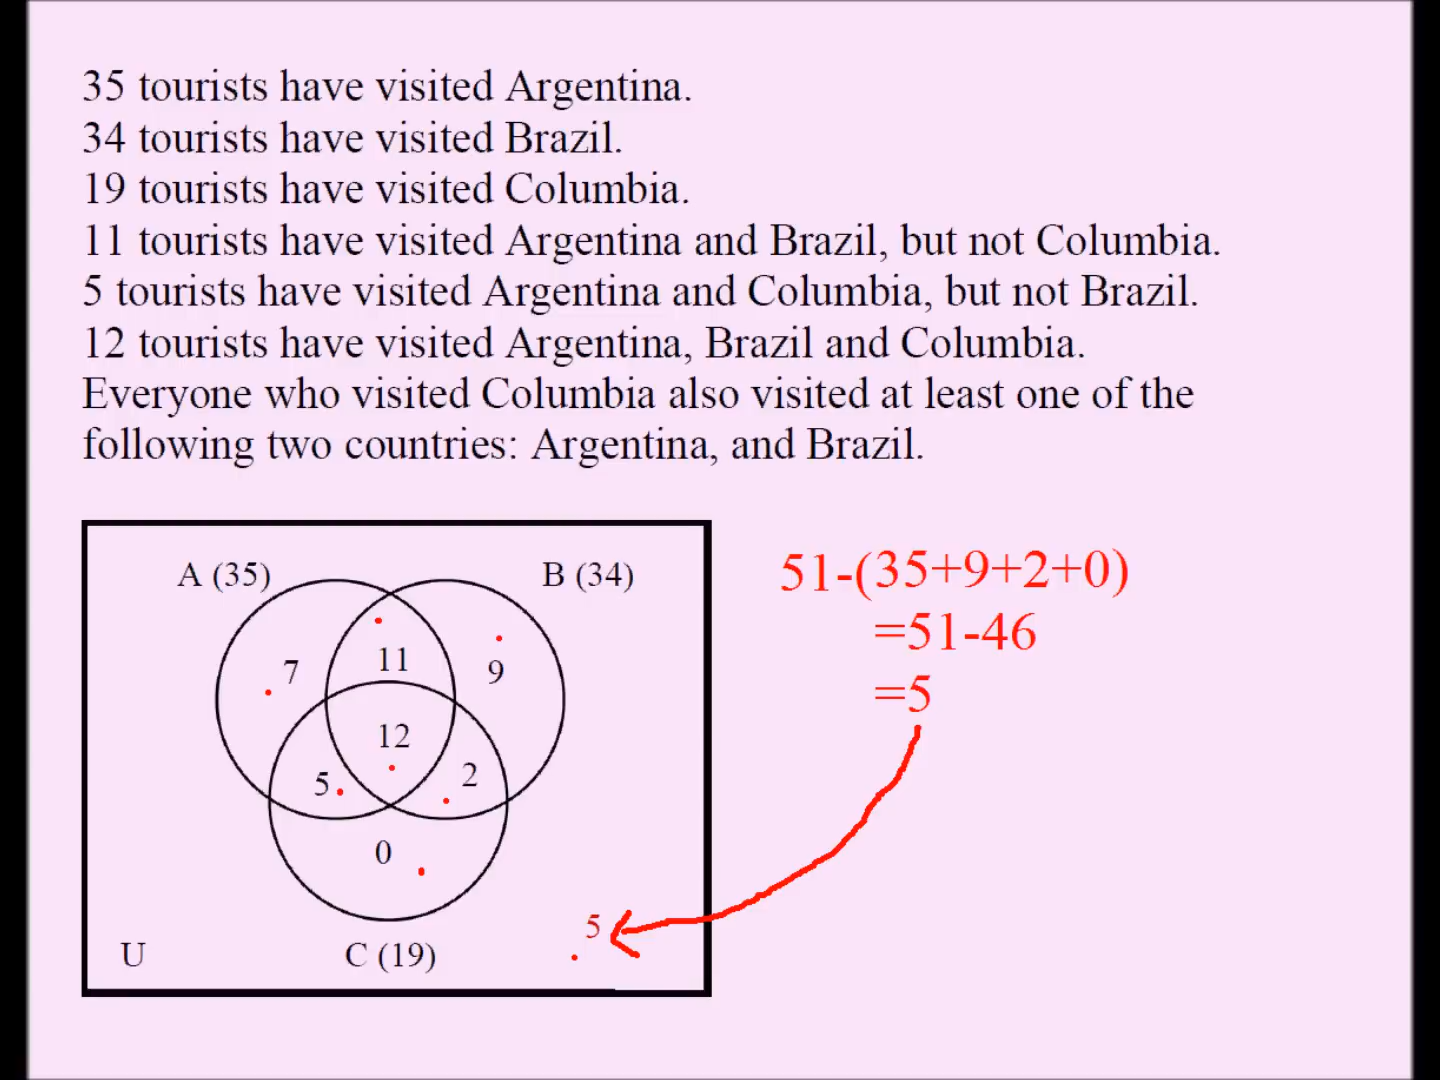 35 tourists have visited Argentina.
34 tourists have visited Brazil.
19 tourists have visited Columbia.
11 tourists have visited Argentina and Brazil, but not Columbia.
5 tourists have visited Argentina and Columbia, but not Brazil.
12 tourists have visited Argentina, Brazil and Columbia.
Everyone who visited Columbia also visited at least one of the
following two countries: Argentina, and Brazil.
A (35)
B (34)
7
11
9
12
5
2
0
5
U
C (19)
51-(35+9+2+0)
=51-46
=5